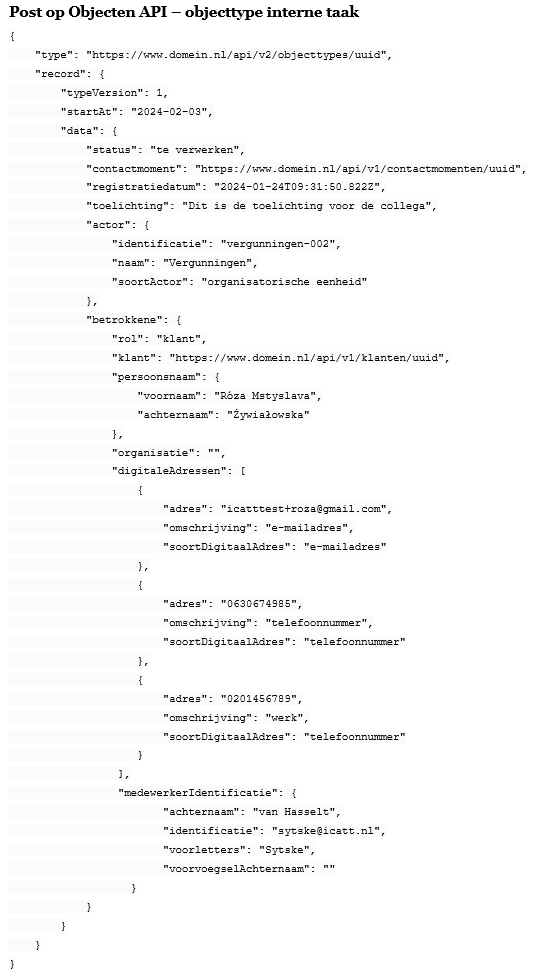 Post op Objecten API – objecttype interne taak
{
    "type": "https://www.domein.nl/api/v2/objecttypes/uuid",
    "record": {
        "typeVersion": 1,
        "startAt": "2024-02-03",
        "data": {
            "status": "te verwerken",
            "contactmoment": "https://www.domein.nl/api/v1/contactmomenten/uuid",
            "registratiedatum": "2024-01-24T09:31:50.822Z",
            "toelichting": "Dit is de toelichting voor de collega",
            "actor": {
                "identificatie": "vergunningen-002",
                "naam": "Vergunningen",
                "soortActor": "organisatorische eenheid"
            },
            "betrokkene": {
                "rol": "klant",
                "klant": "https://www.domein.nl/api/v1/klanten/uuid",
                "persoonsnaam": {
                    "voornaam": "Róza Mstyslava",
                    "achternaam": "Żywiałowska"
                },
                "organisatie": "",
                "digitaleAdressen": [
                    {
                        "adres": "icatttest+roza@gmail.com",
                        "omschrijving": "e-mailadres",
                        "soortDigitaalAdres": "e-mailadres"
                    },
                    {
                        "adres": "0630674985",
                        "omschrijving": "telefoonnummer",
                        "soortDigitaalAdres": "telefoonnummer"
                    },
                    {
                        "adres": "0201456789",
                        "omschrijving": "werk",
                        "soortDigitaalAdres": "telefoonnummer"
                    }
                 ],
                 "medewerkerIdentificatie": {
                        "achternaam": "van Hasselt",
                        "identificatie": "sytske@icatt.nl",
                        "voorletters": "Sytske",
                        "voorvoegselAchternaam": ""
                   }
            }
        }
    }
}